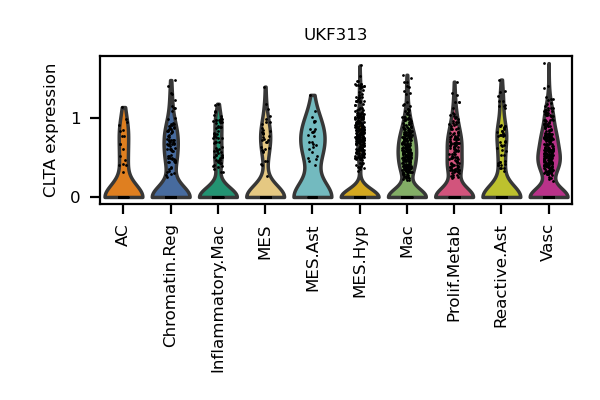 UKF313
CLTA expression
1
0
AC
Chromatin.Reg
Inflammatory.Mac
MES
MES.Ast
MES.Hyp
Mac
Prolif.Metab
Reactive.Ast
Vasc